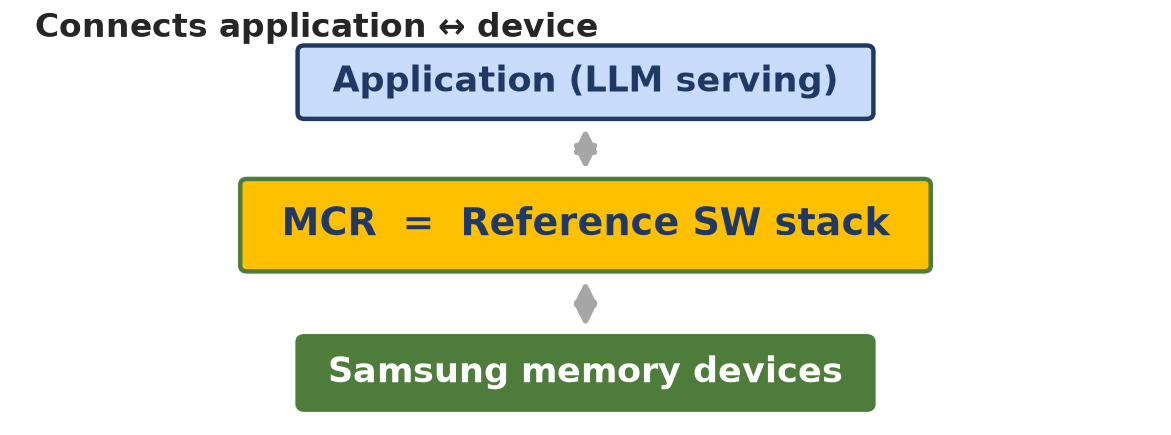 Connects application ↔ device
Application (LLM serving)
MCR = Reference SW stack
Samsung memory devices